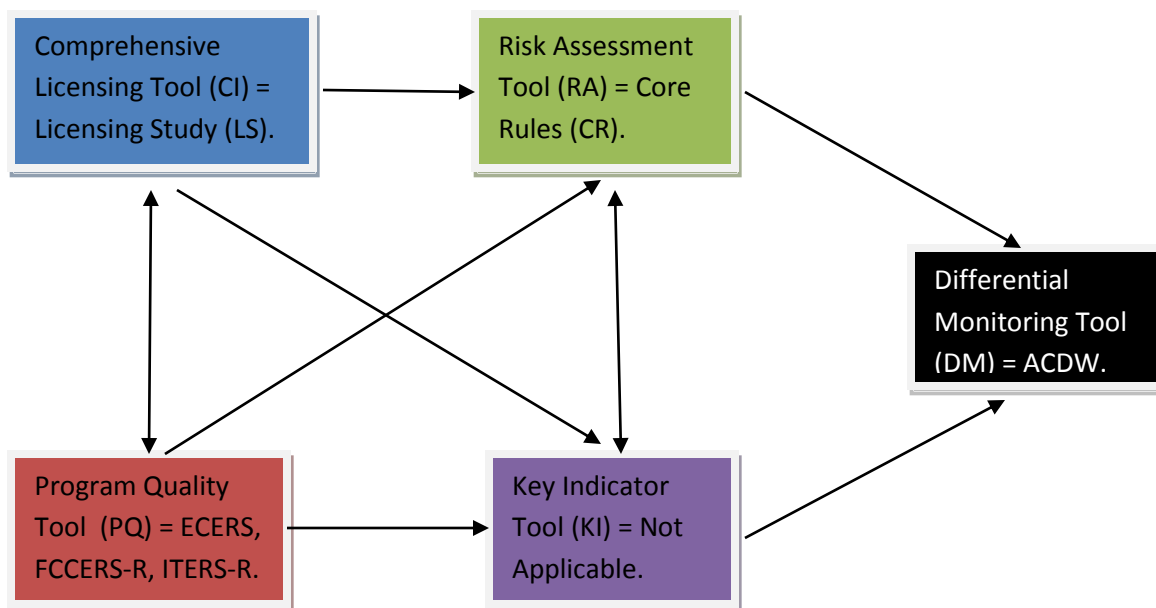 Comprehensive
Licensing Tool (CI) =
Licensing Study (LS).
Risk Assessment
Tool (RA) = Core
Rules (CR).
Differential
Monitoring Tool
(DM) = ACDW.
Program Quality
Tool  (PQ) = ECERS,
FCCERS-R, ITERS-R.
Key Indicator
Tool (KI) = Not
Applicable.